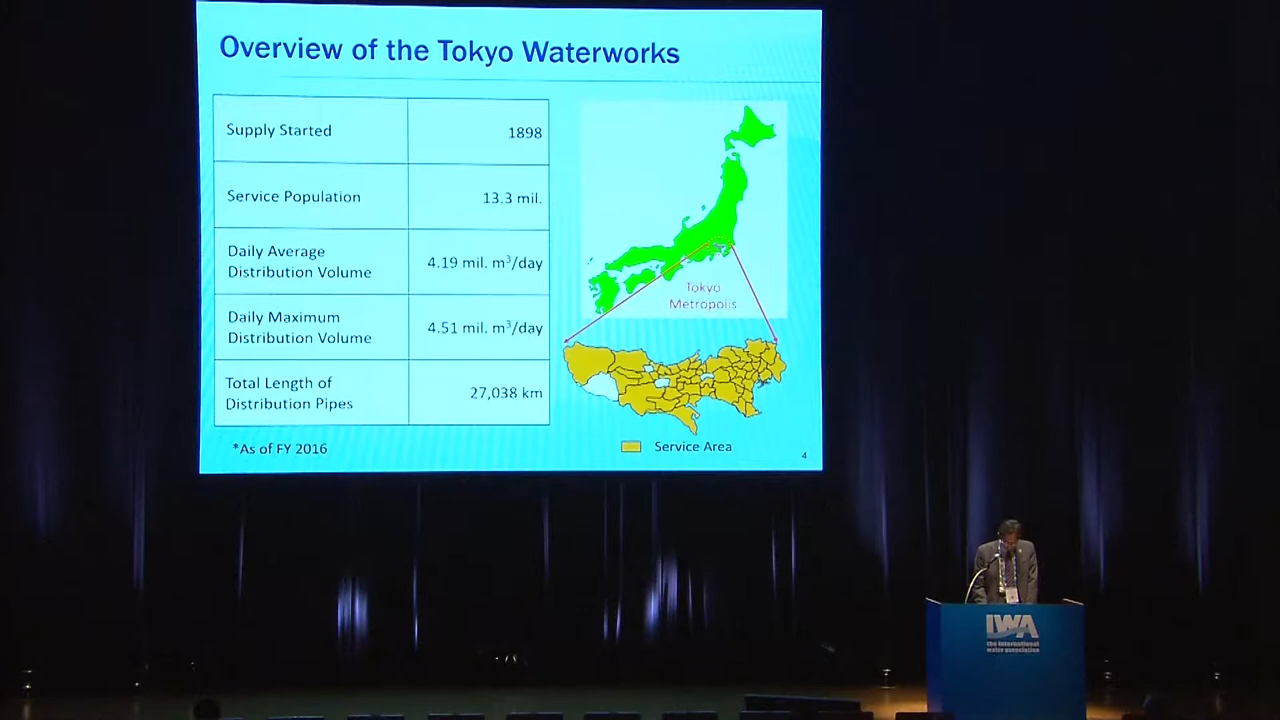 Overview of the Tokyo Waterworks
Supply Started
1898
Service Population
13.3 mil.
Daily Average
Distribution Volume
4.19 mil. m³/day
Daily Maximum
Distribution Volume
4.51 mil. m³/day
Total Length of
Distribution Pipes
27,038 km
*As of FY 2016
Tokyo
Metropolis
Service Area
4
IWA
the international
water association